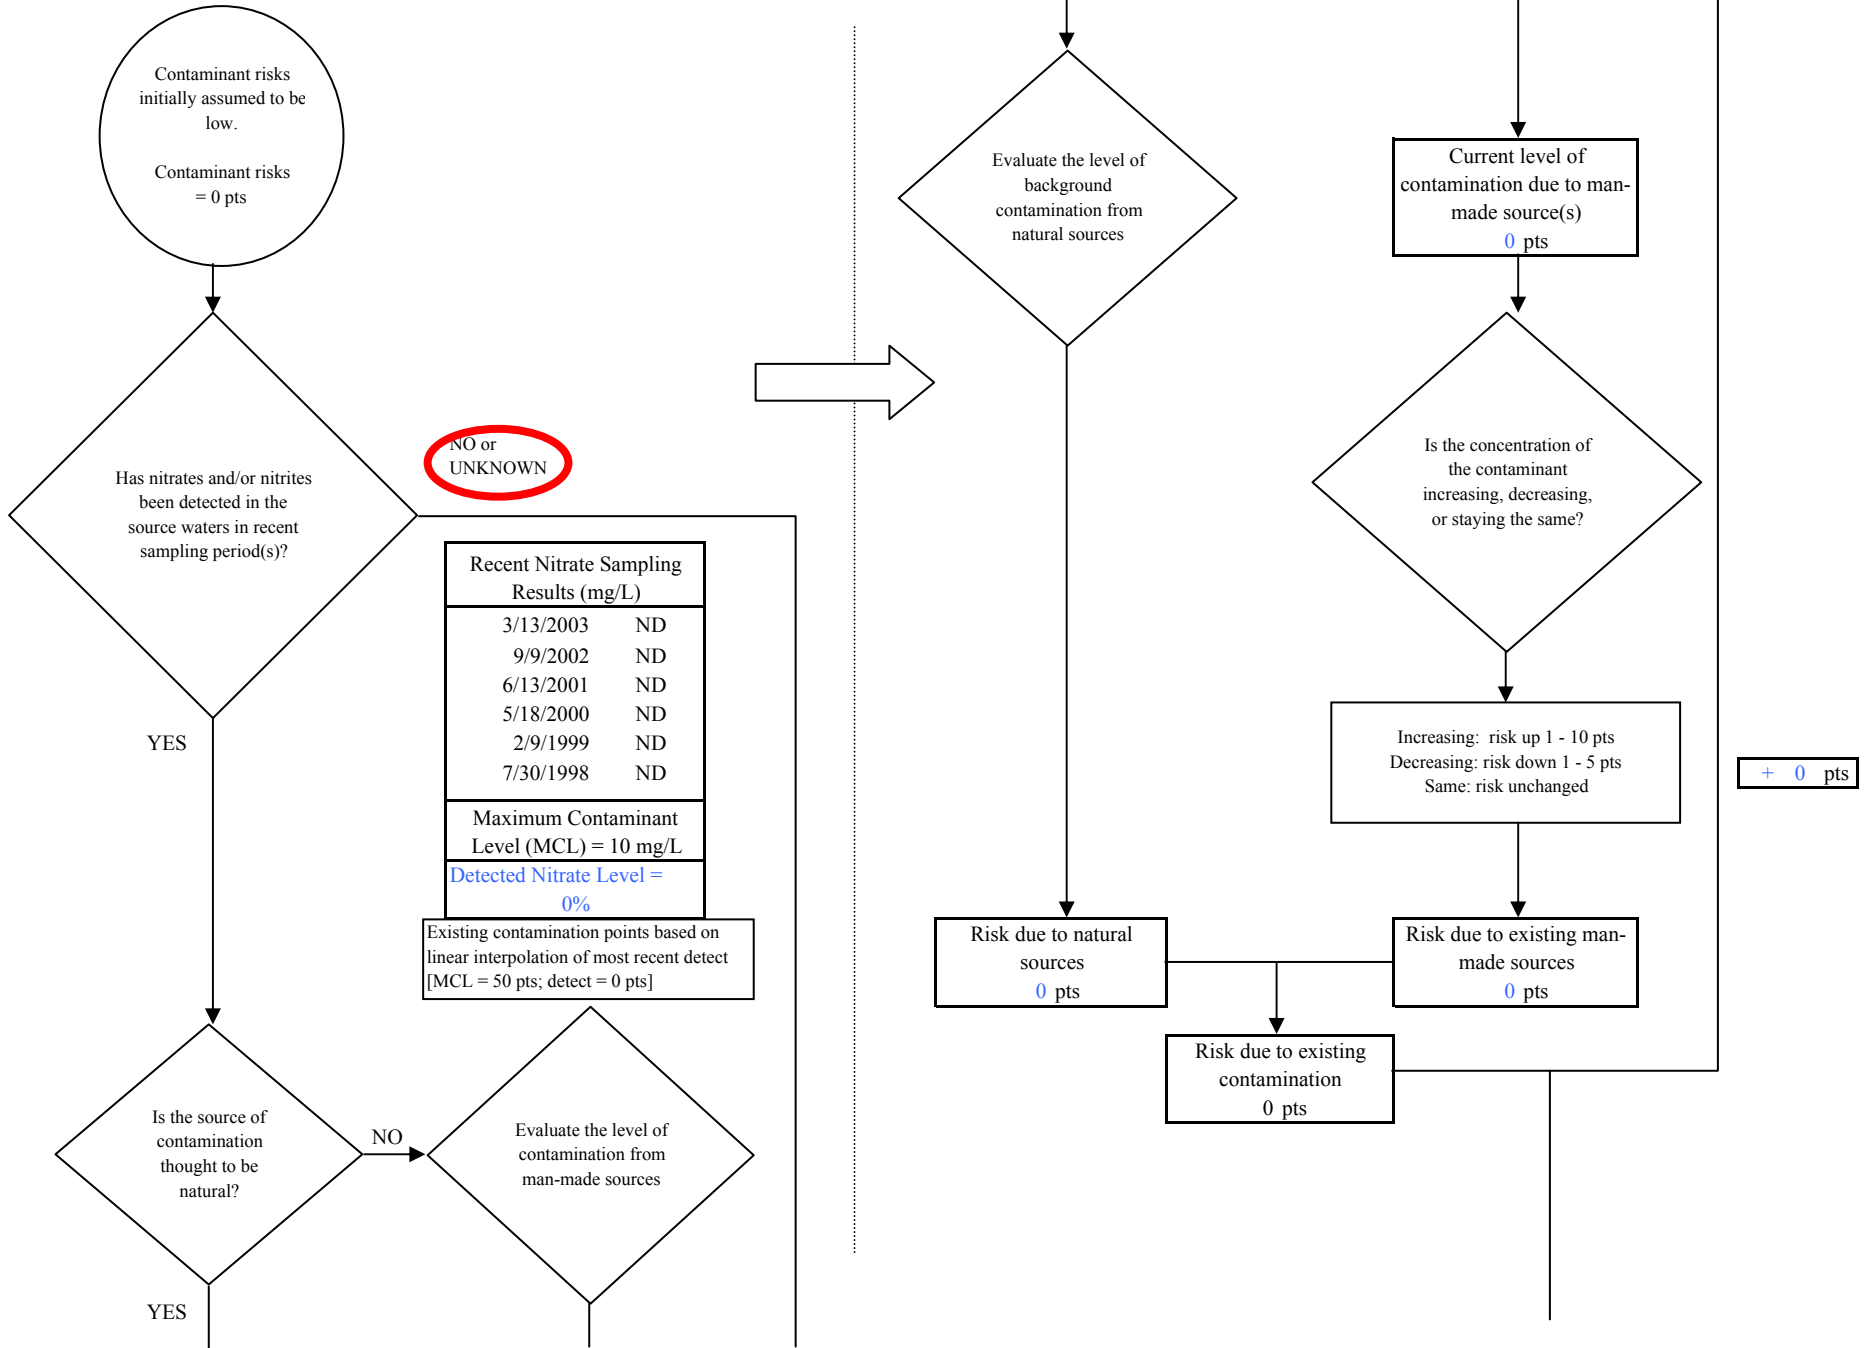 Contaminant risks
initially assumed to be
low.
Contaminant risks
= 0 pts
Has nitrates and/or nitrites
been detected in the
source waters in recent
sampling period(s)?
NO or
UNKNOWN
YES
Recent Nitrate Sampling
Results (mg/L)
3/13/2003 ND
9/9/2002 ND
6/13/2001 ND
5/18/2000 ND
2/9/1999 ND
7/30/1998 ND
Maximum Contaminant
Level (MCL) = 10 mg/L
Detected Nitrate Level =
0%
Existing contamination points based on
linear interpolation of most recent detect
[MCL = 50 pts; detect = 0 pts]
Is the source of
contamination
thought to be
natural?
NO
YES
Evaluate the level of
contamination from
man-made sources
Evaluate the level of
background
contamination from
natural sources
Current level of
contamination due to man-
made source(s)
0 pts
Is the concentration of
the contaminant
increasing, decreasing,
or staying the same?
Increasing: risk up 1 - 10 pts
Decreasing: risk down 1 - 5 pts
Same: risk unchanged
+ 0 pts
Risk due to natural
sources
0 pts
Risk due to existing man-
made sources
0 pts
Risk due to existing
contamination
0 pts